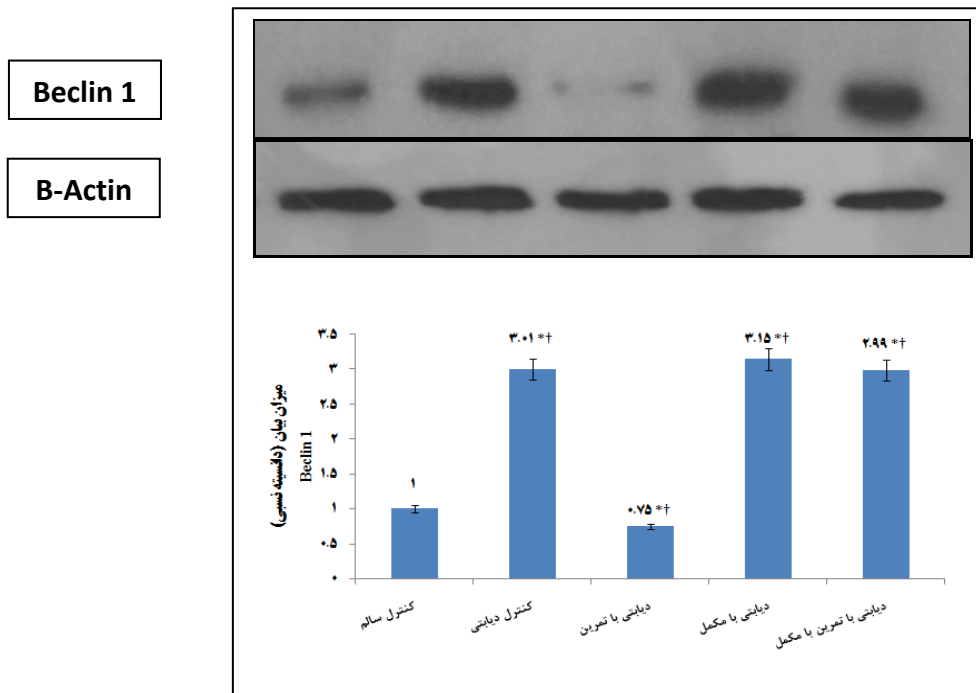 Beclin 1
B-Actin
میزان بیان (دانسیته نسبی)
Beclin 1
۳.۵
۳
۲.۵
۲
۱.۵
۱
۰.۵
۰
۱
۳.۰۱ *†
۰.۷۵ *†
۳.۱۵ *†
۲.۹۹ *†
کنترل سالم
کنترل دیابتی
دیابتی با تمرین
دیابتی با مکمل
دیابتی با تمرین با مکمل